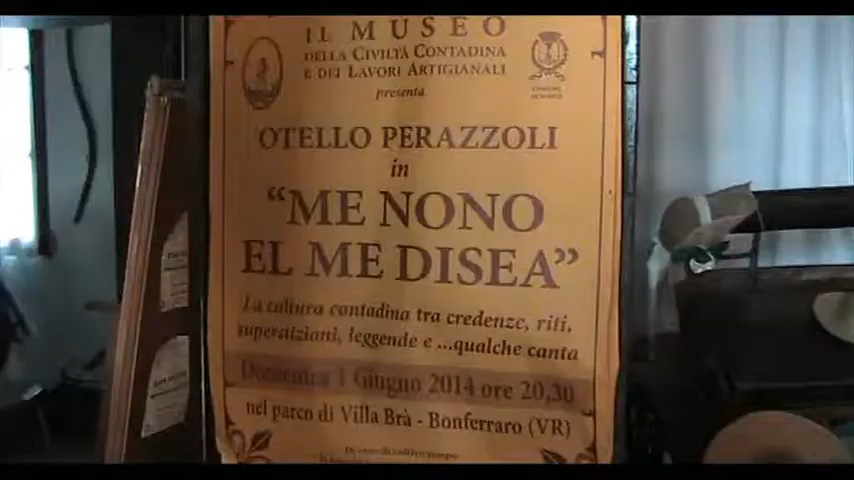 IL MUSEO
DELLA CIVILTÀ CONTADINA
E DEI LAVORI ARTIGIANALI
presenta
OTELLO PERAZZOLI
in
“ME NONO
EL ME DISEA”
La cultura contadina tra credenze, riti,
superstizioni, leggende e ...qualche canta
Domenica 1 Giugno 2014 ore 20,30
nel parco di Villa Brà - Bonferraro (VR)